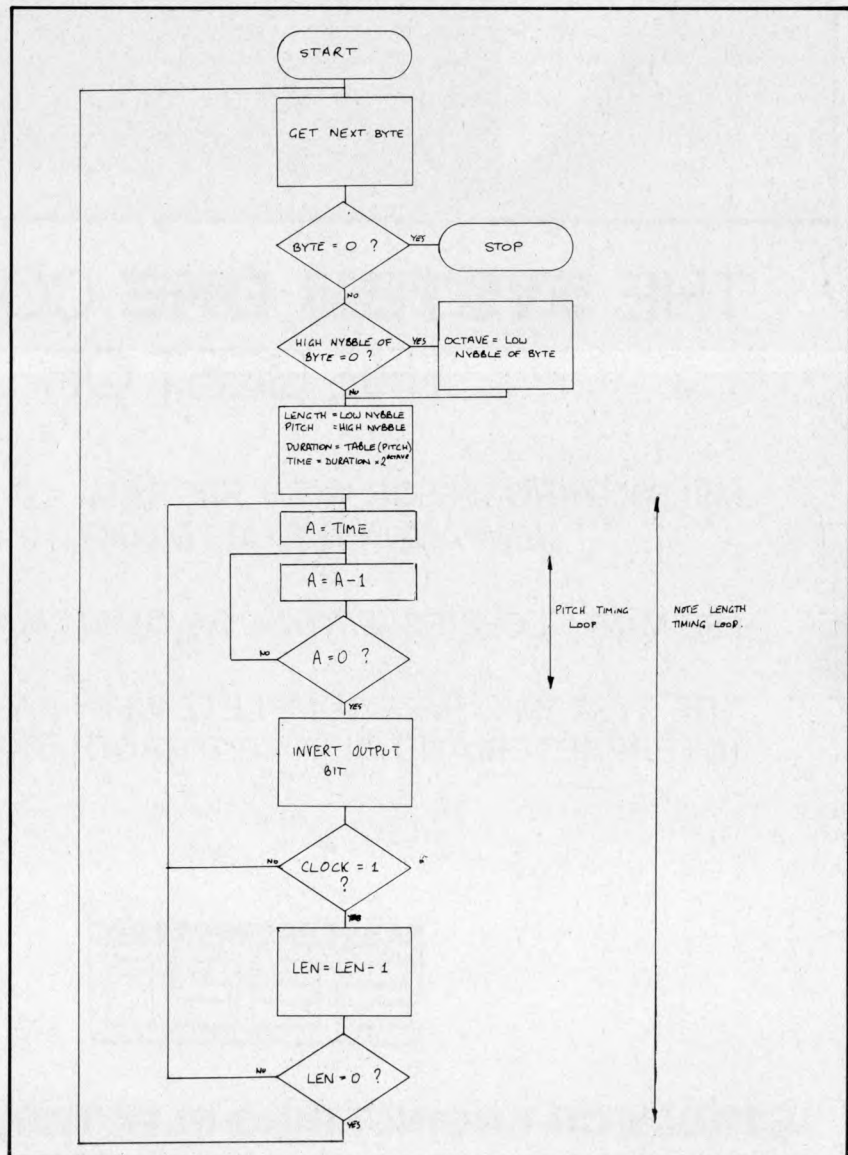 START
GET NEXT BYTE
BYTE = 0 ?
YES
STOP
NO
HIGH NYBBLE OF
BYTE = 0 ?
YES
OCTAVE = LOW
NYBBLE OF BYTE
NO
LENGTH = LOW NYBBLE
PITCH = HIGH NYBBLE
DURATION = TABLE (PITCH)
TIME = DURATION × 2^OCTAVE
A = TIME
A = A-1
PITCH TIMING
LOOP
NOTE LENGTH
TIMING LOOP.
NO
A = 0 ?
YES
INVERT OUTPUT
BIT
NO
CLOCK = 1
?
YES
LEN = LEN - 1
NO
LEN = 0 ?
YES